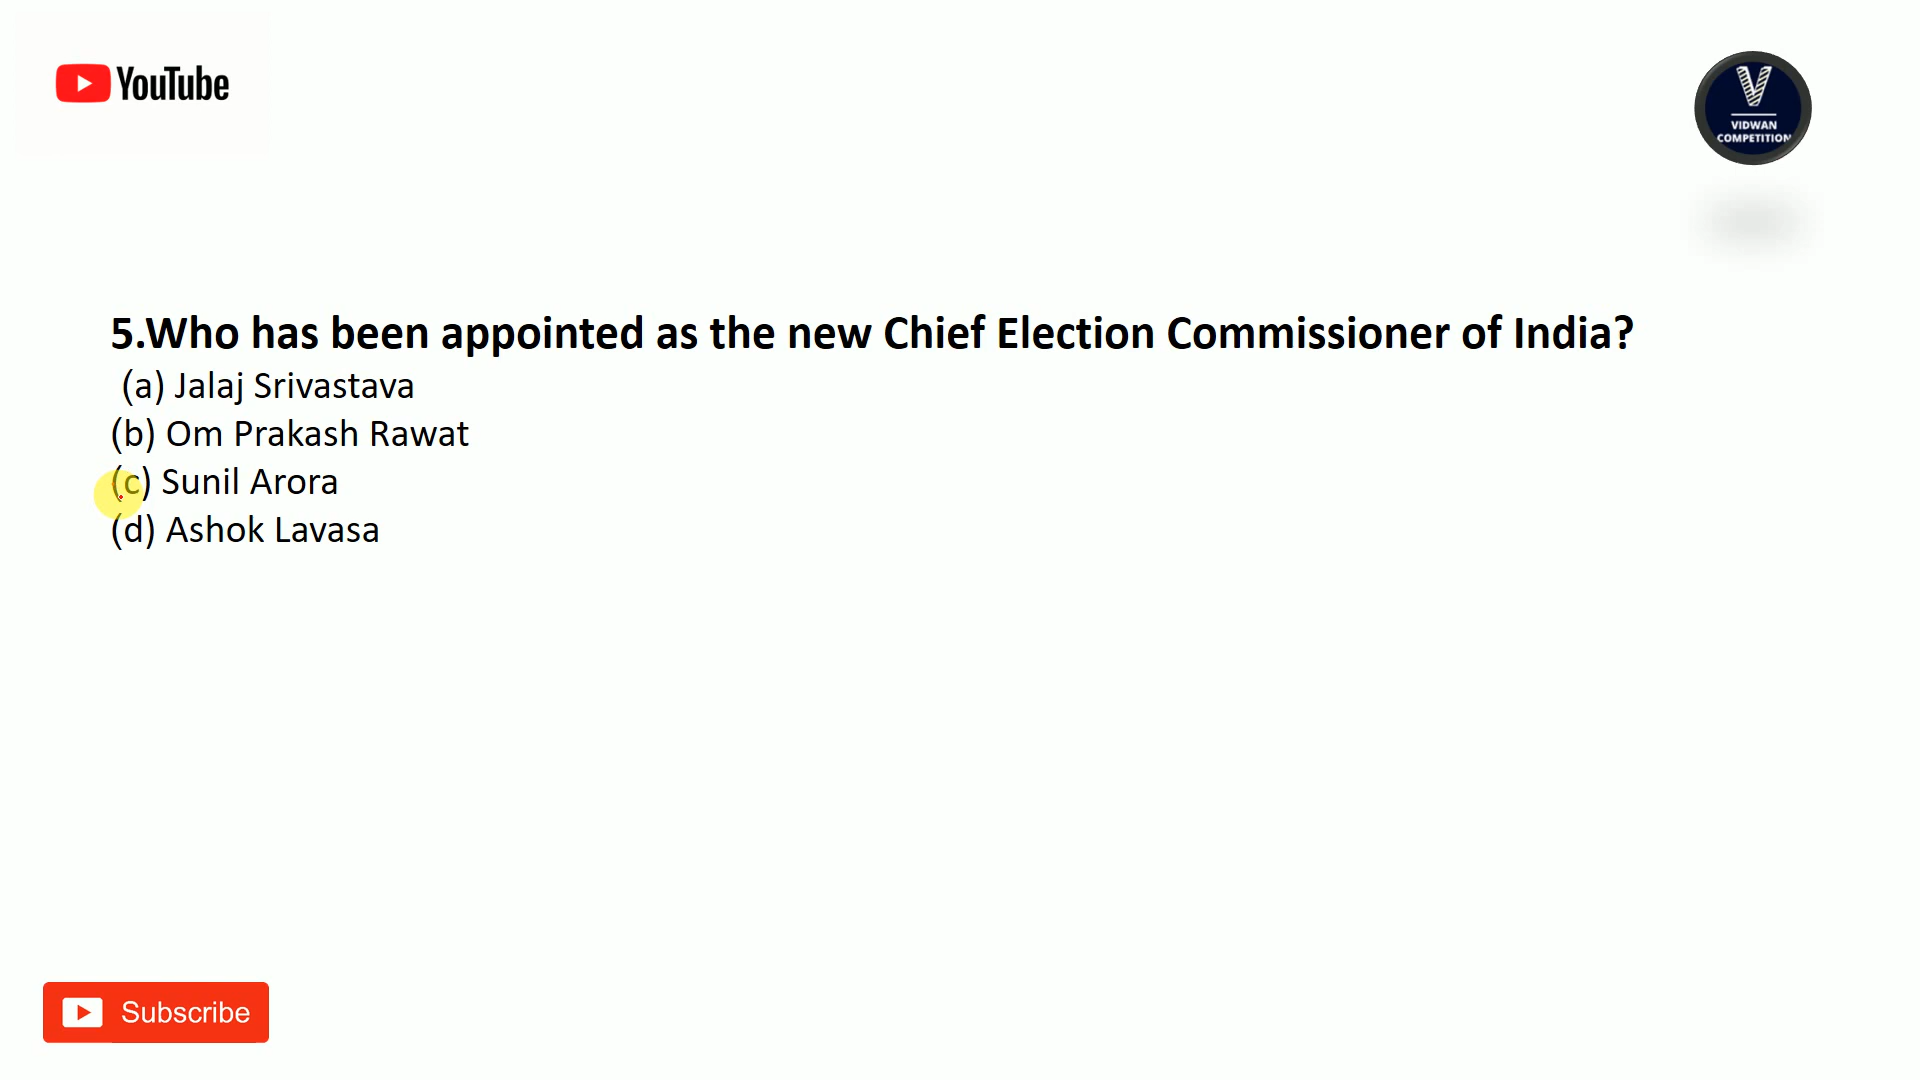 YouTube
V
VIDWAN
COMPETITION
5.Who has been appointed as the new Chief Election Commissioner of India?
(a) Jalaj Srivastava
(b) Om Prakash Rawat
(c) Sunil Arora
(d) Ashok Lavasa
Subscribe